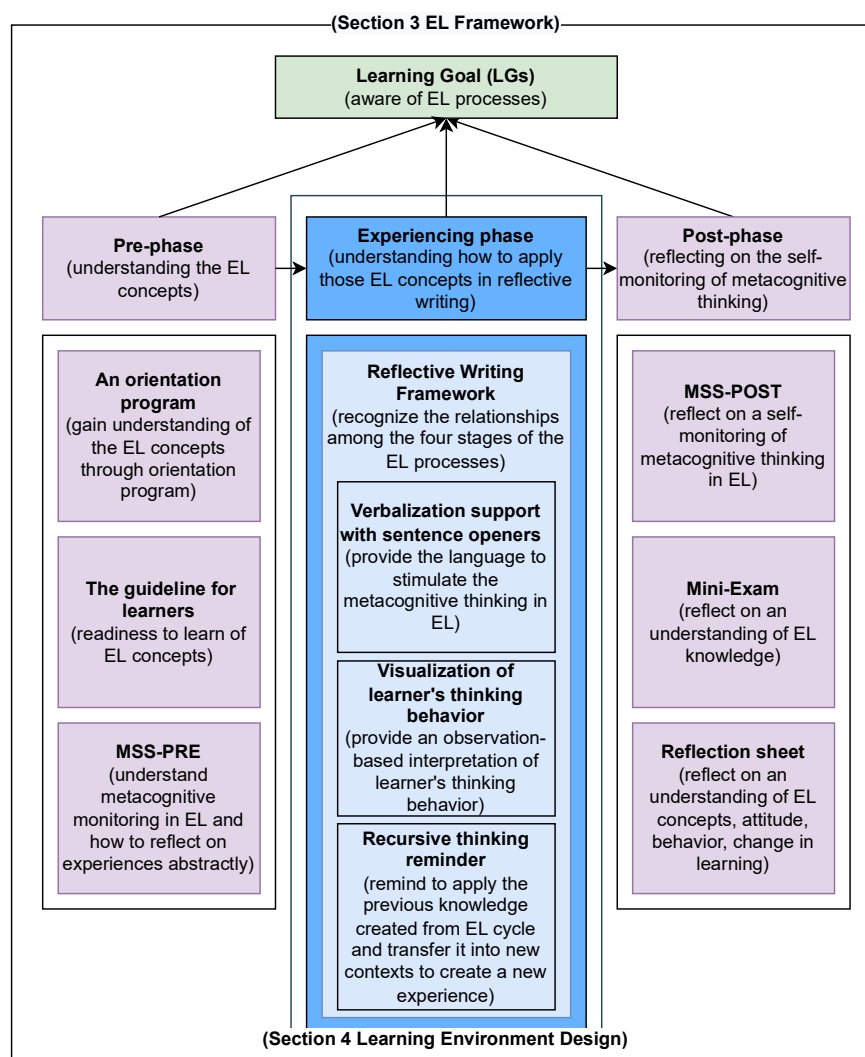 (Section 3 EL Framework)
Learning Goal (LGs)
(aware of EL processes)
Pre-phase
(understanding the EL
concepts)
Experiencing phase
(understanding how to apply
those EL concepts in reflective
writing)
Post-phase
(reflecting on the self-
monitoring of metacognitive
thinking)
An orientation
program
(gain understanding of
the EL concepts
through orientation
program)
The guideline for
learners
(readiness to learn of
EL concepts)
MSS-PRE
(understand
metacognitive
monitoring in EL and
how to reflect on
experiences abstractly)
Reflective Writing
Framework
(recognize the relationships
among the four stages of the
EL processes)
Verbalization support
with sentence openers
(provide the language to
stimulate the
metacognitive thinking in
EL)
Visualization of
learner's thinking
behavior
(provide an observation-
based interpretation of
learner's thinking
behavior)
Recursive thinking
reminder
(remind to apply the
previous knowledge
created from EL cycle
and transfer it into new
contexts to create a new
experience)
MSS-POST
(reflect on a self-
monitoring of
metacognitive thinking
in EL)
Mini-Exam
(reflect on an
understanding of EL
knowledge)
Reflection sheet
(reflect on an
understanding of EL
concepts, attitude,
behavior, change in
learning)
(Section 4 Learning Environment Design)